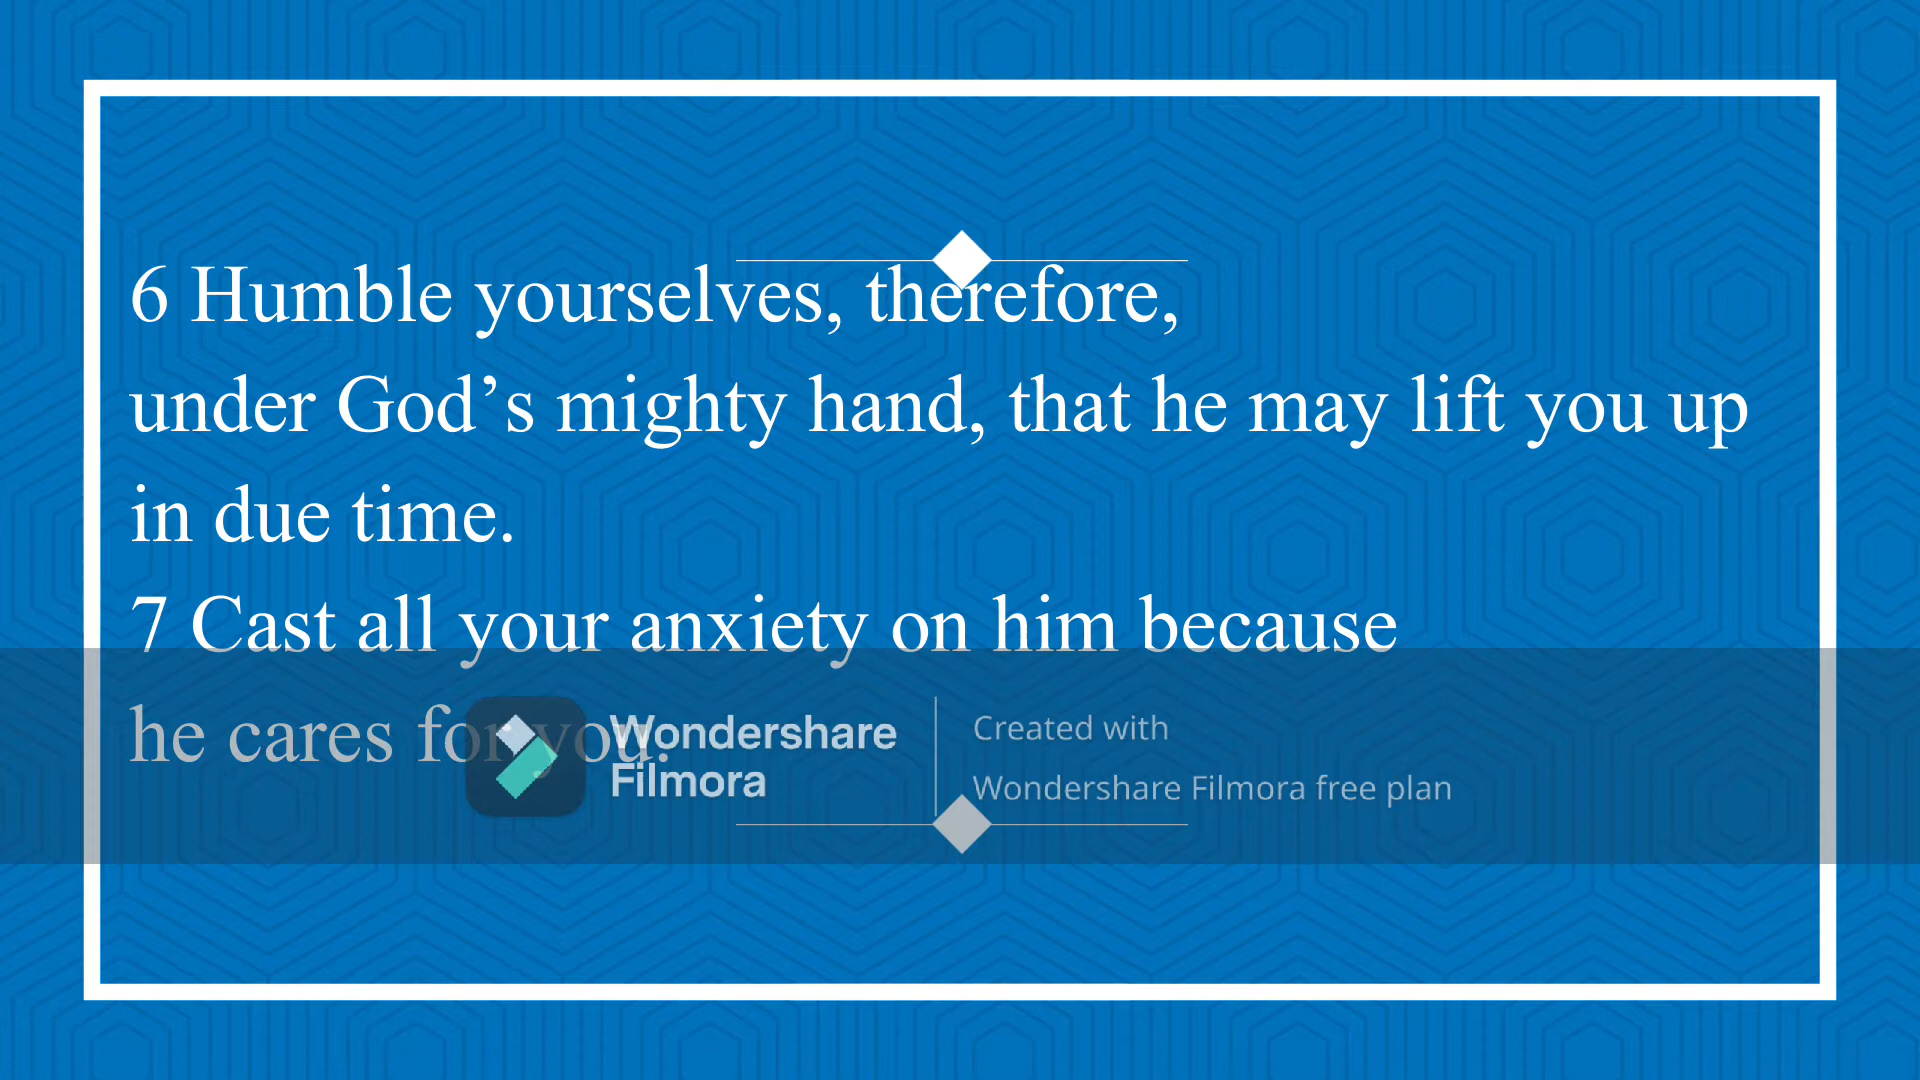 6 Humble yourselves, therefore,
under God’s mighty hand, that he may lift you up
in due time.
7 Cast all your anxiety on him because
he cares for you.
Wondershare
Filmora
Created with
Wondershare Filmora free plan